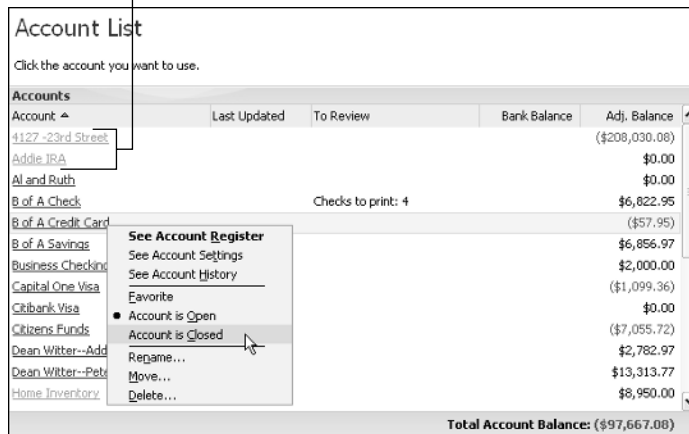 Account List
Click the account you want to use.
Accounts
Account Last Updated To Review Bank Balance Adj. Balance
4127 -23rd Street ($208,030.08)
Addie IRA $0.00
Al and Ruth $0.00
B of A Check Checks to print: 4 $6,822.95
B of A Credit Card ($57.95)
B of A Savings $6,856.97
Business Checking $2,000.00
Capital One Visa ($1,099.36)
Citibank Visa $0.00
Citizens Funds ($7,055.72)
Dean Witter--Add $2,782.97
Dean Witter--Pete $13,313.77
Home Inventory $8,950.00
See Account Register
See Account Settings
See Account History
Favorite
Account is Open
Account is Closed
Rename...
Move...
Delete...
Total Account Balance: ($97,667.08)